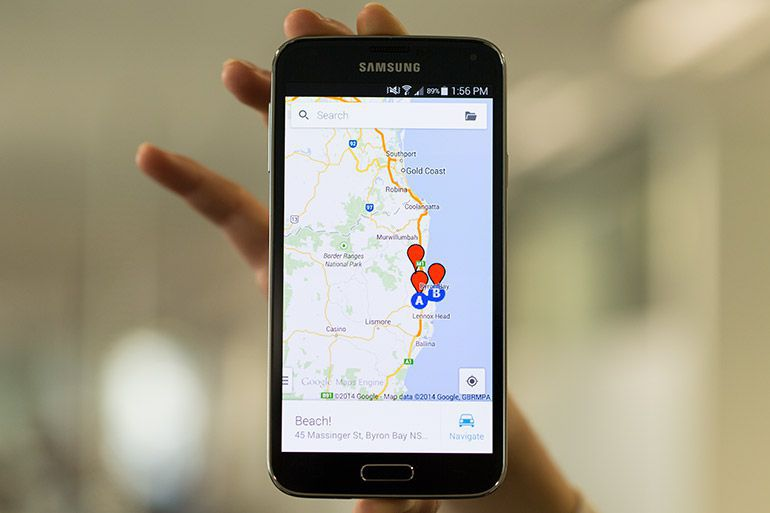 SAMSUNG
89% 1:56 PM
Search
Southport
Gold Coast
Robina
Coolangatta
Murwillumbah
Border Ranges
National Park
Byron Bay
A B
Lennox Head
Lismore
Casino
Ballina
A1
Google Maps Engine
B91 ©2014 Google - Map data ©2014 Google, GBRMPA
Beach!
45 Massinger St, Byron Bay NS...
Navigate